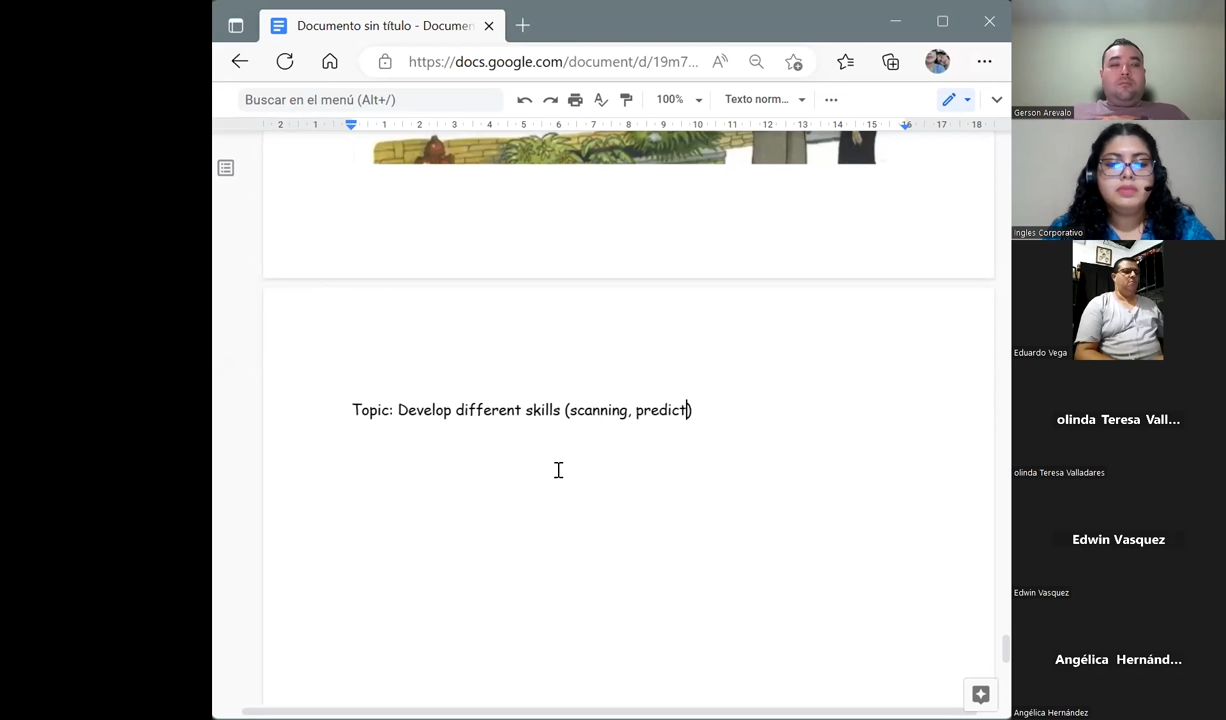 Documento sin título - Documen
https://docs.google.com/document/d/19m7...
Buscar en el menú (Alt+/)
100%
Texto norm...
2 1 1 2 3 4 5 6 7 8 9 10 11 12 13 14 15 16 17 18
Topic: Develop different skills (scanning, predict)
Gerson Arevalo
Ingles Corporativo
Eduardo Vega
olinda Teresa Vall...
olinda Teresa Valladares
Edwin Vasquez
Edwin Vasquez
Angélica Hernánd...
Angélica Hernández